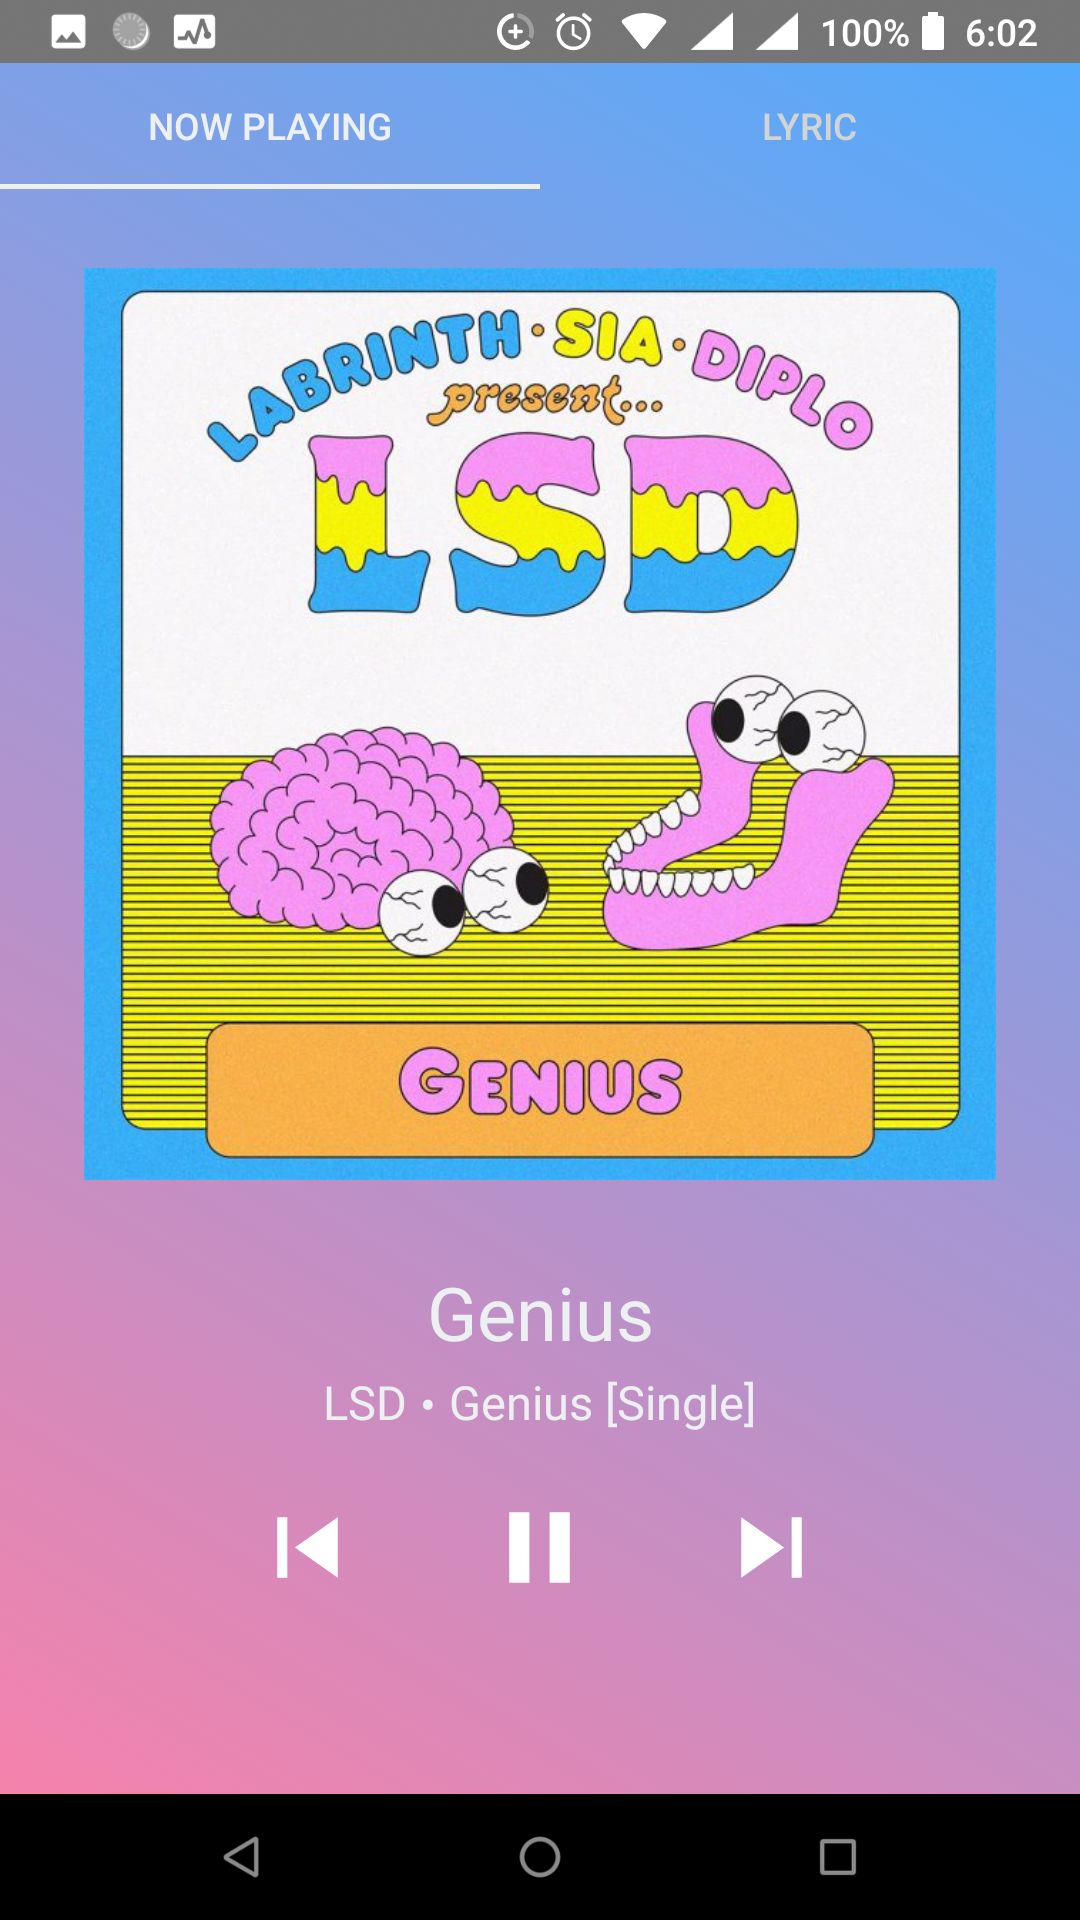 100% 6:02
NOW PLAYING LYRIC
LABRINTH · SIA · DIPLO
present...
LSD
GENIUS
Genius
LSD • Genius [Single]